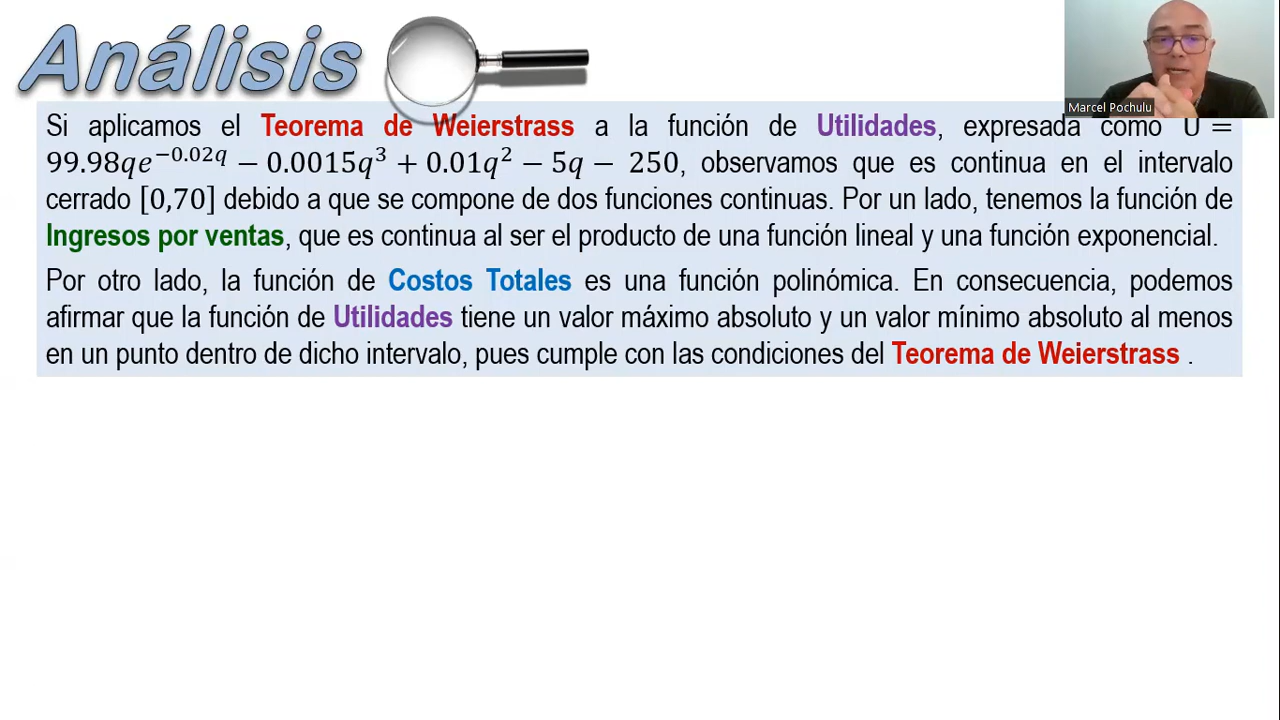 Análisis
Marcel Pochulu
Si aplicamos el Teorema de Weierstrass a la función de Utilidades, expresada como U =
99.98qe^{−0.02q} − 0.0015q³ + 0.01q² − 5q − 250, observamos que es continua en el intervalo
cerrado [0,70] debido a que se compone de dos funciones continuas. Por un lado, tenemos la función de
Ingresos por ventas, que es continua al ser el producto de una función lineal y una función exponencial.
Por otro lado, la función de Costos Totales es una función polinómica. En consecuencia, podemos
afirmar que la función de Utilidades tiene un valor máximo absoluto y un valor mínimo absoluto al menos
en un punto dentro de dicho intervalo, pues cumple con las condiciones del Teorema de Weierstrass .